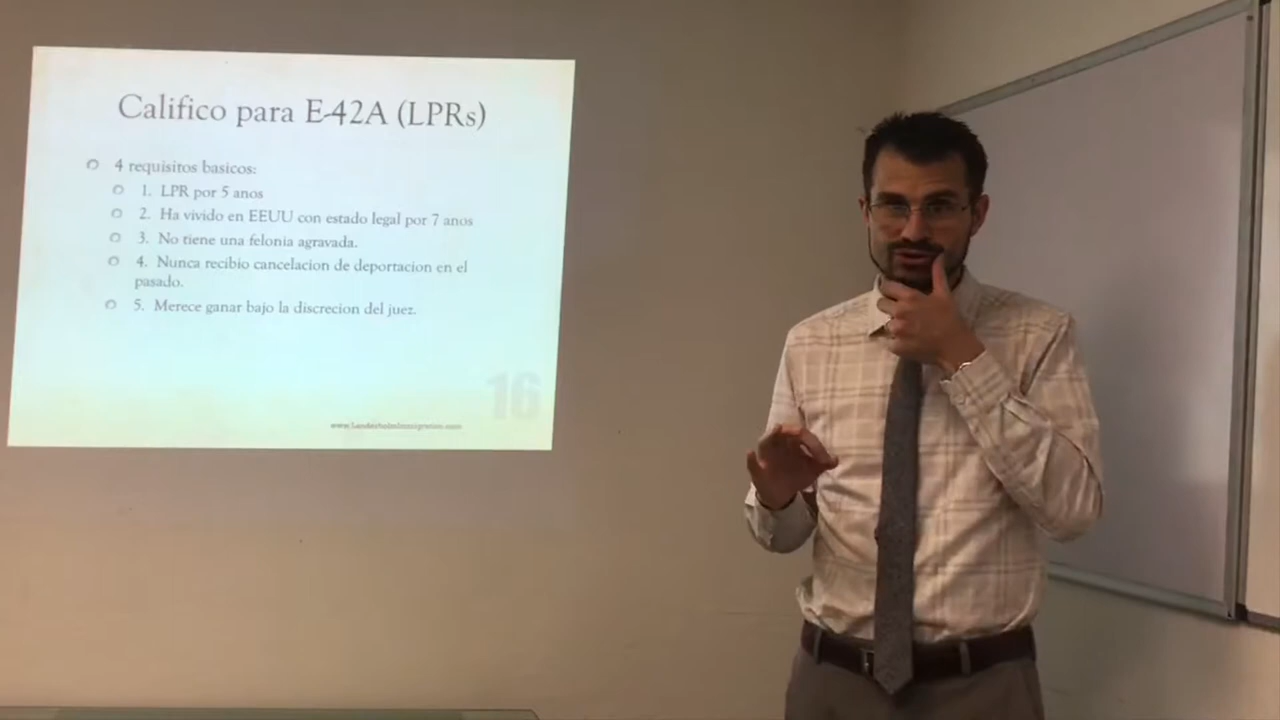 Califico para E-42A (LPRs)
4 requisitos basicos:
1. LPR por 5 anos
2. Ha vivido en EEUU con estado legal por 7 anos
3. No tiene una felonia agravada.
4. Nunca recibio cancelacion de deportacion en el
pasado.
5. Merece ganar bajo la discrecion del juez.
16